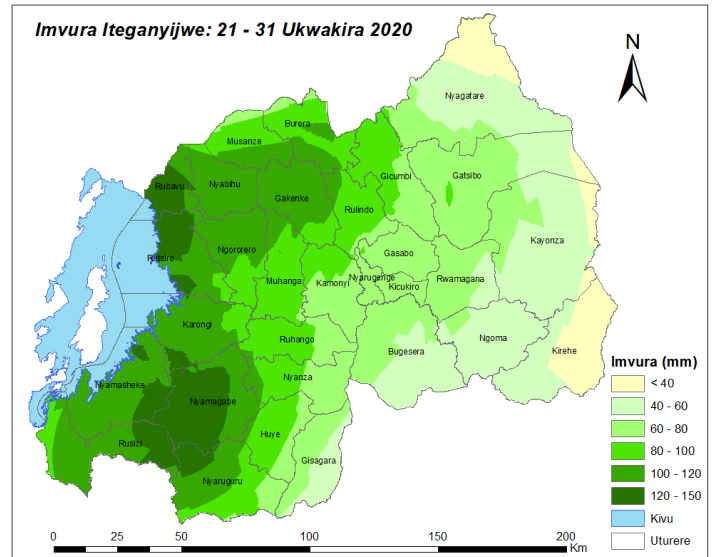 Imvura Iteganyijwe: 21 - 31 Ukwakira 2020
N
Nyagatare
Burera
Musanze
Gicumbi
Gatsibo
Rubavu
Nyabihu
Gakenke
Rulindo
Kayonza
Ngororero
Gasabo
Rutsiro
Muhanga
Kamonyi
Nyarugenge
Kicukiro
Rwamagana
Karongi
Ruhango
Bugesera
Ngoma
Kirehe
Nyamasheke
Nyanza
Nyamagabe
Huye
Rusizi
Gisagara
Nyaruguru
Imvura (mm)
< 40
40 - 60
60 - 80
80 - 100
100 - 120
120 - 150
Kivu
Uturere
0 25 50 100 150 200
Km